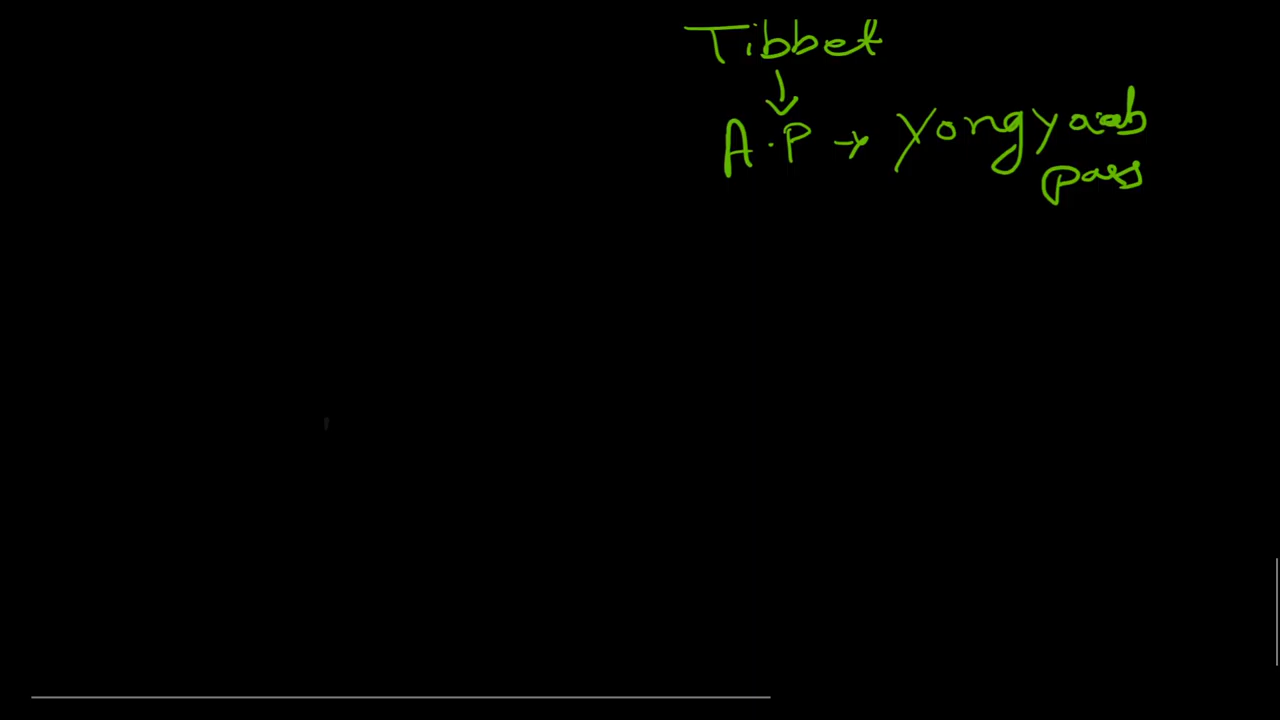 Tibbet
↓
A.P → Yongyaab
pass